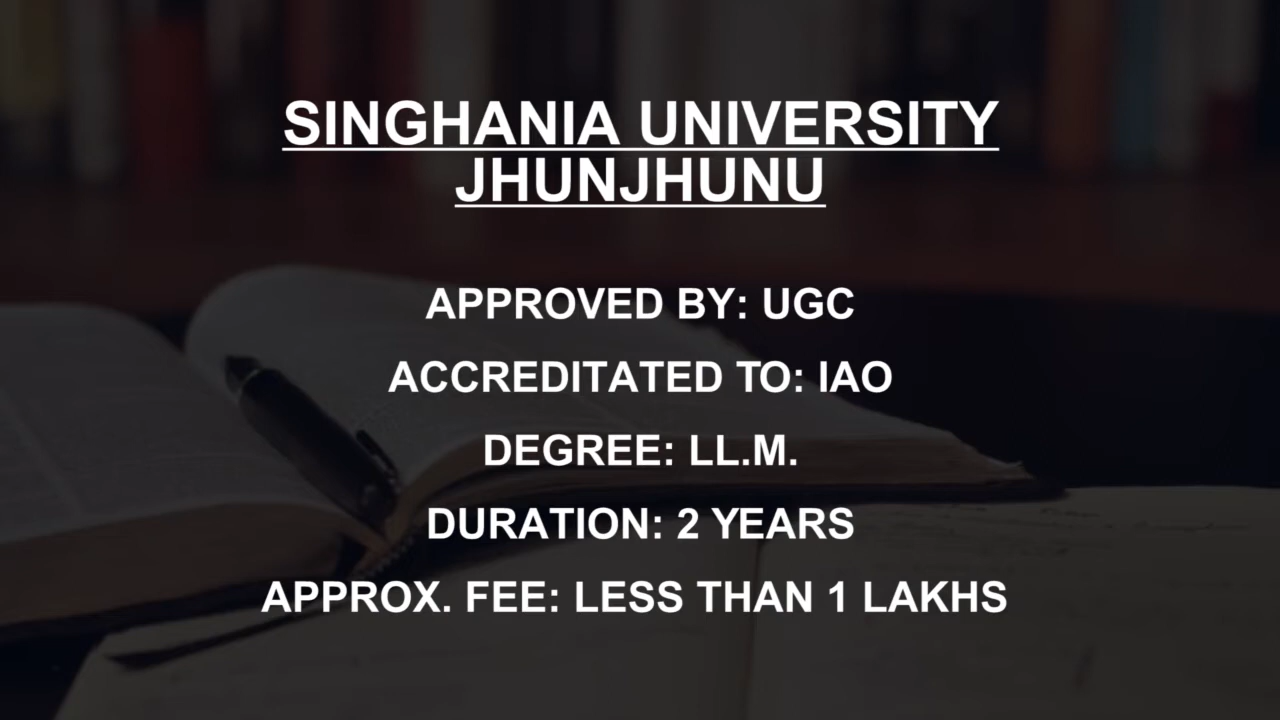 SINGHANIA UNIVERSITY
JHUNJHUNU
APPROVED BY: UGC
ACCREDITATED TO: IAO
DEGREE: LL.M.
DURATION: 2 YEARS
APPROX. FEE: LESS THAN 1 LAKHS